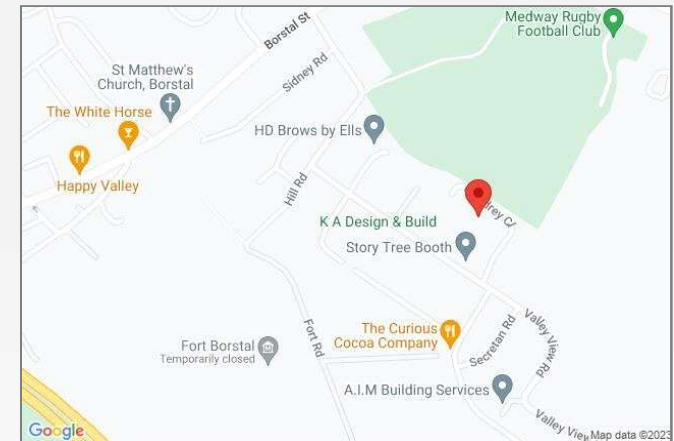 Medway Rugby
Football Club
Borstal St
St Matthew's
Church, Borstal
Sidney Rd
The White Horse
HD Brows by Ells
Happy Valley
Hill Rd
K A Design & Build
Story Tree Booth
Fort Rd
The Curious
Cocoa Company
Valley View Rd
Secretan Rd
Fort Borstal
Temporarily closed
A.I.M Building Services
Google
Valley View
Map data ©2023